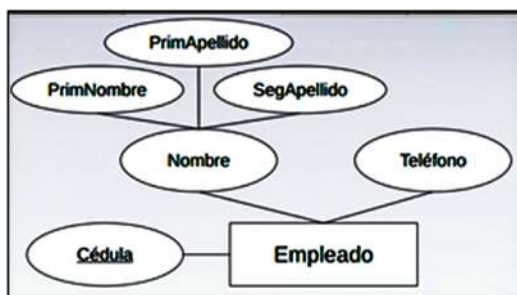 PrimApellido
PrimNombre
SegApellido
Nombre
Teléfono
Cédula
Empleado